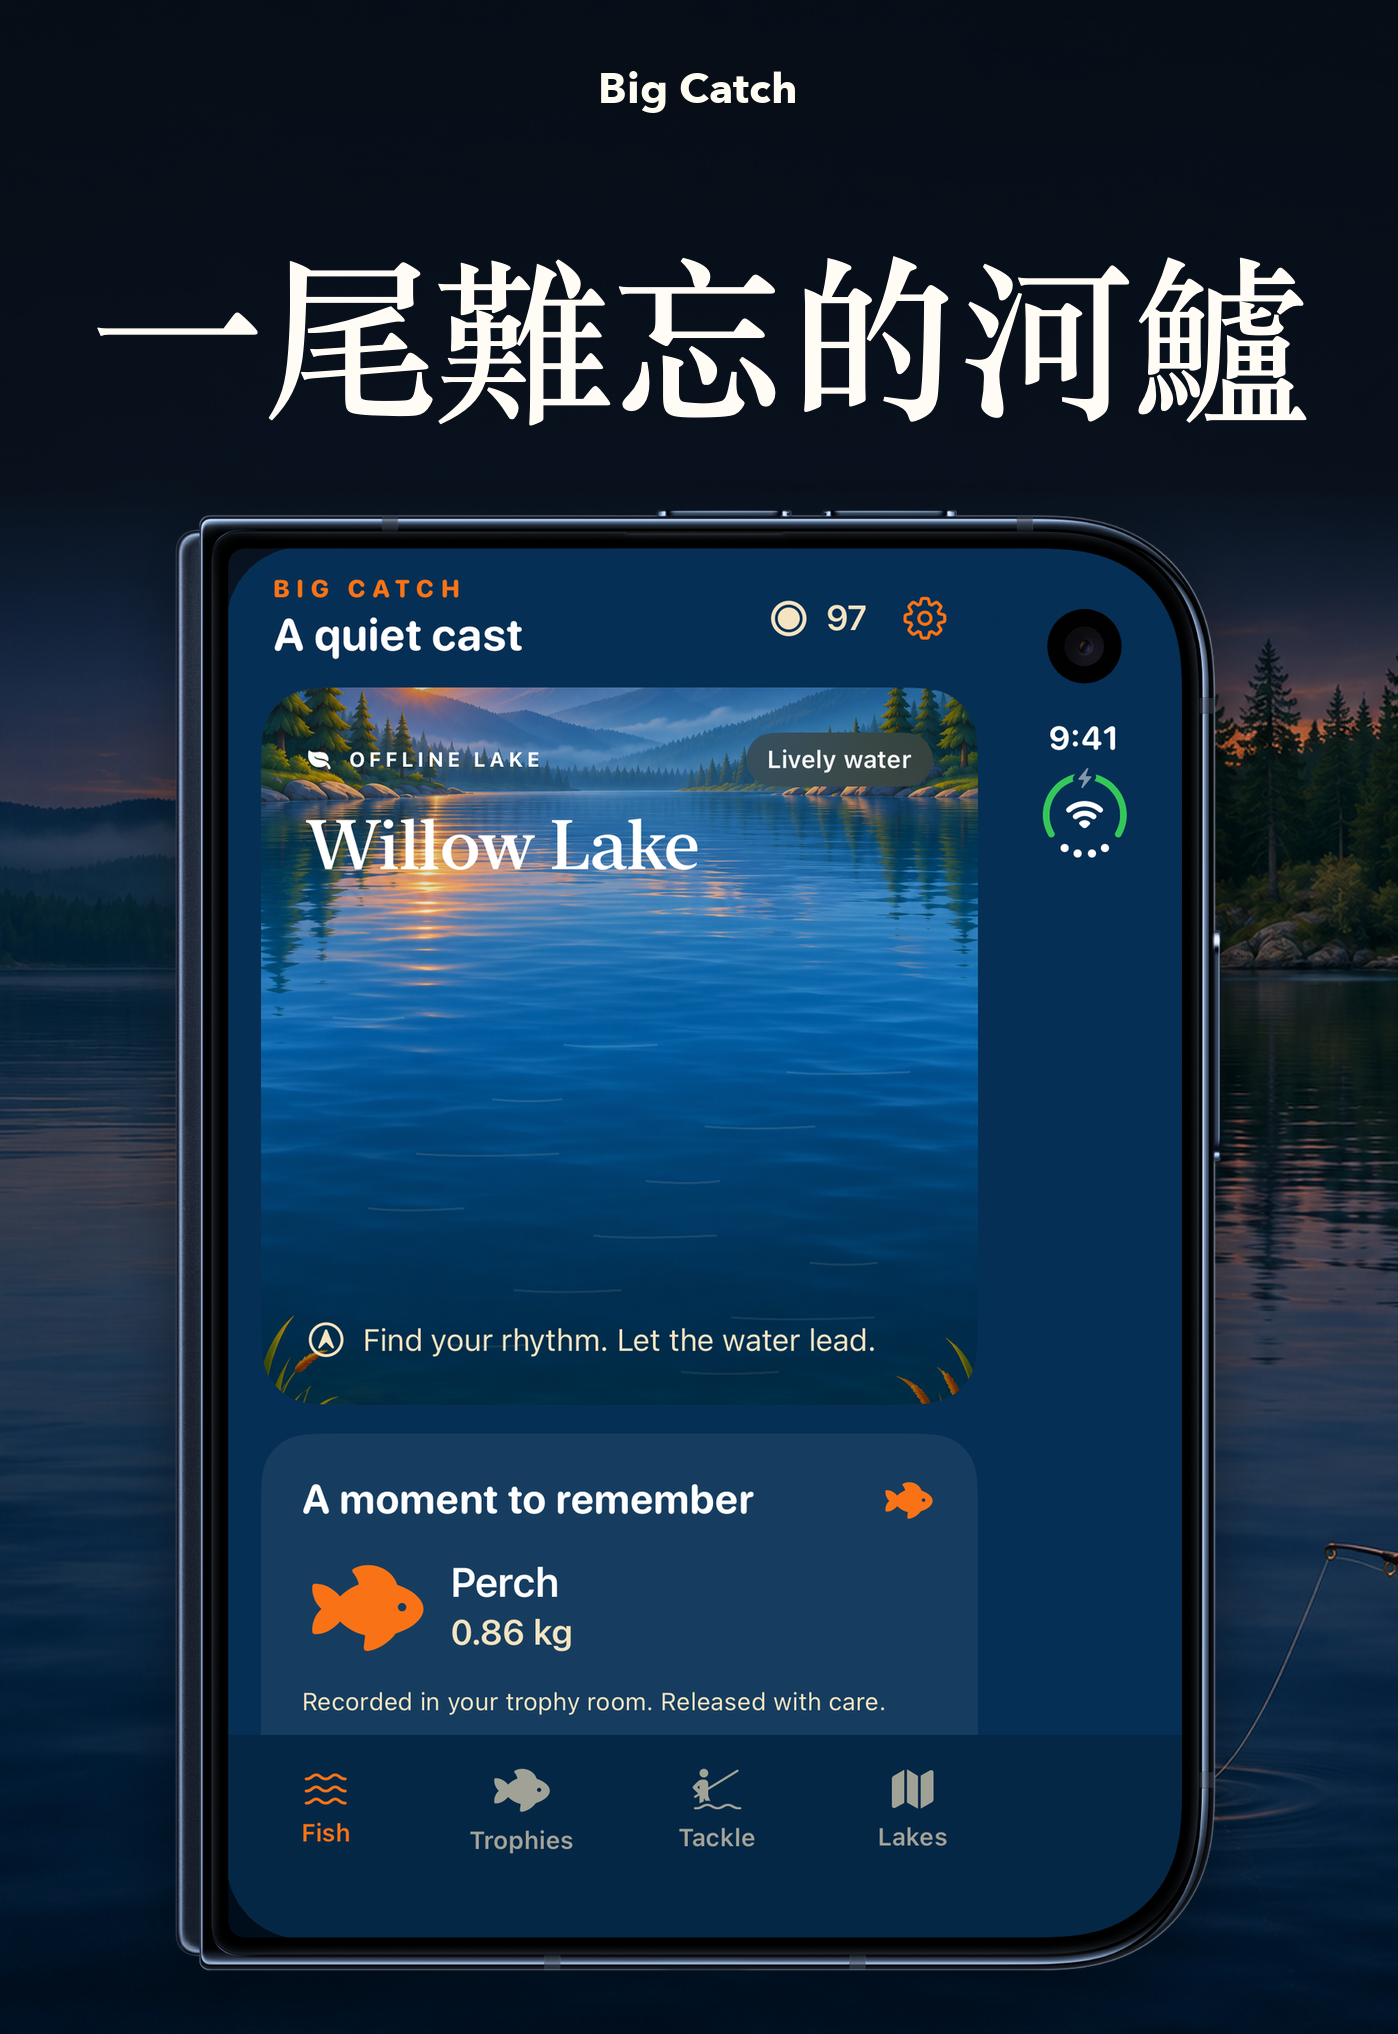 Big Catch
一尾難忘的河鱸
BIG CATCH
A quiet cast
97
9:41
OFFLINE LAKE
Lively water
Willow Lake
Find your rhythm. Let the water lead.
A moment to remember
Perch
0.86 kg
Recorded in your trophy room. Released with care.
Fish
Trophies
Tackle
Lakes